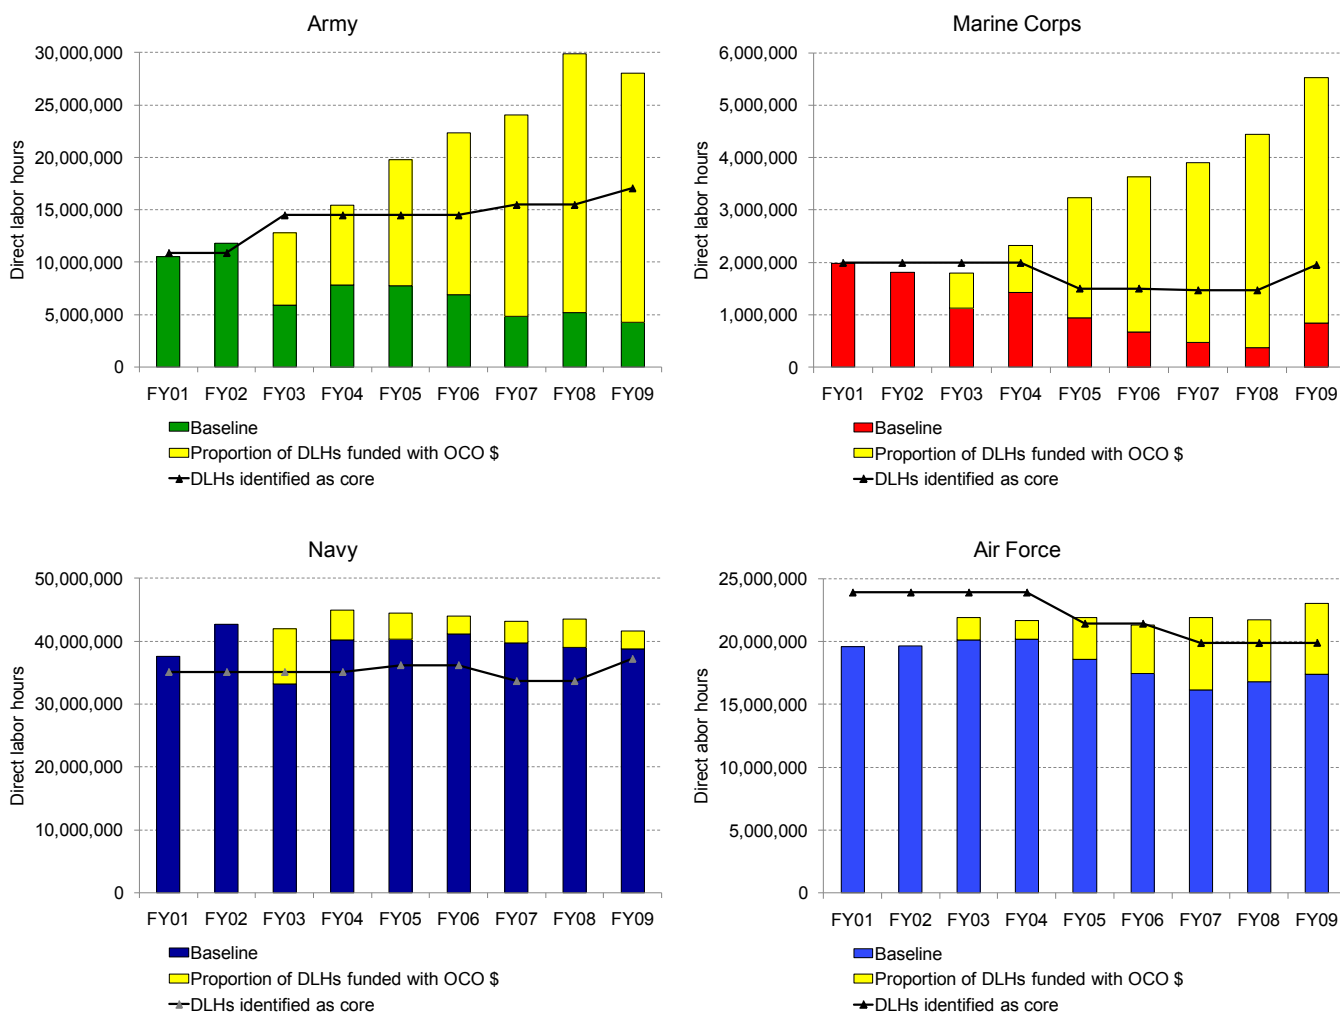 Army
Direct labor hours
30,000,000
25,000,000
20,000,000
15,000,000
10,000,000
5,000,000
0
FY01 FY02 FY03 FY04 FY05 FY06 FY07 FY08 FY09
Baseline
Proportion of DLHs funded with OCO $
DLHs identified as core
Marine Corps
Direct labor hours
6,000,000
5,000,000
4,000,000
3,000,000
2,000,000
1,000,000
0
FY01 FY02 FY03 FY04 FY05 FY06 FY07 FY08 FY09
Baseline
Proportion of DLHs funded with OCO $
DLHs identified as core
Navy
Direct labor hours
50,000,000
40,000,000
30,000,000
20,000,000
10,000,000
0
FY01 FY02 FY03 FY04 FY05 FY06 FY07 FY08 FY09
Baseline
Proportion of DLHs funded with OCO $
DLHs identified as core
Air Force
Direct abor hours
25,000,000
20,000,000
15,000,000
10,000,000
5,000,000
0
FY01 FY02 FY03 FY04 FY05 FY06 FY07 FY08 FY09
Baseline
Proportion of DLHs funded with OCO $
DLHs identified as core